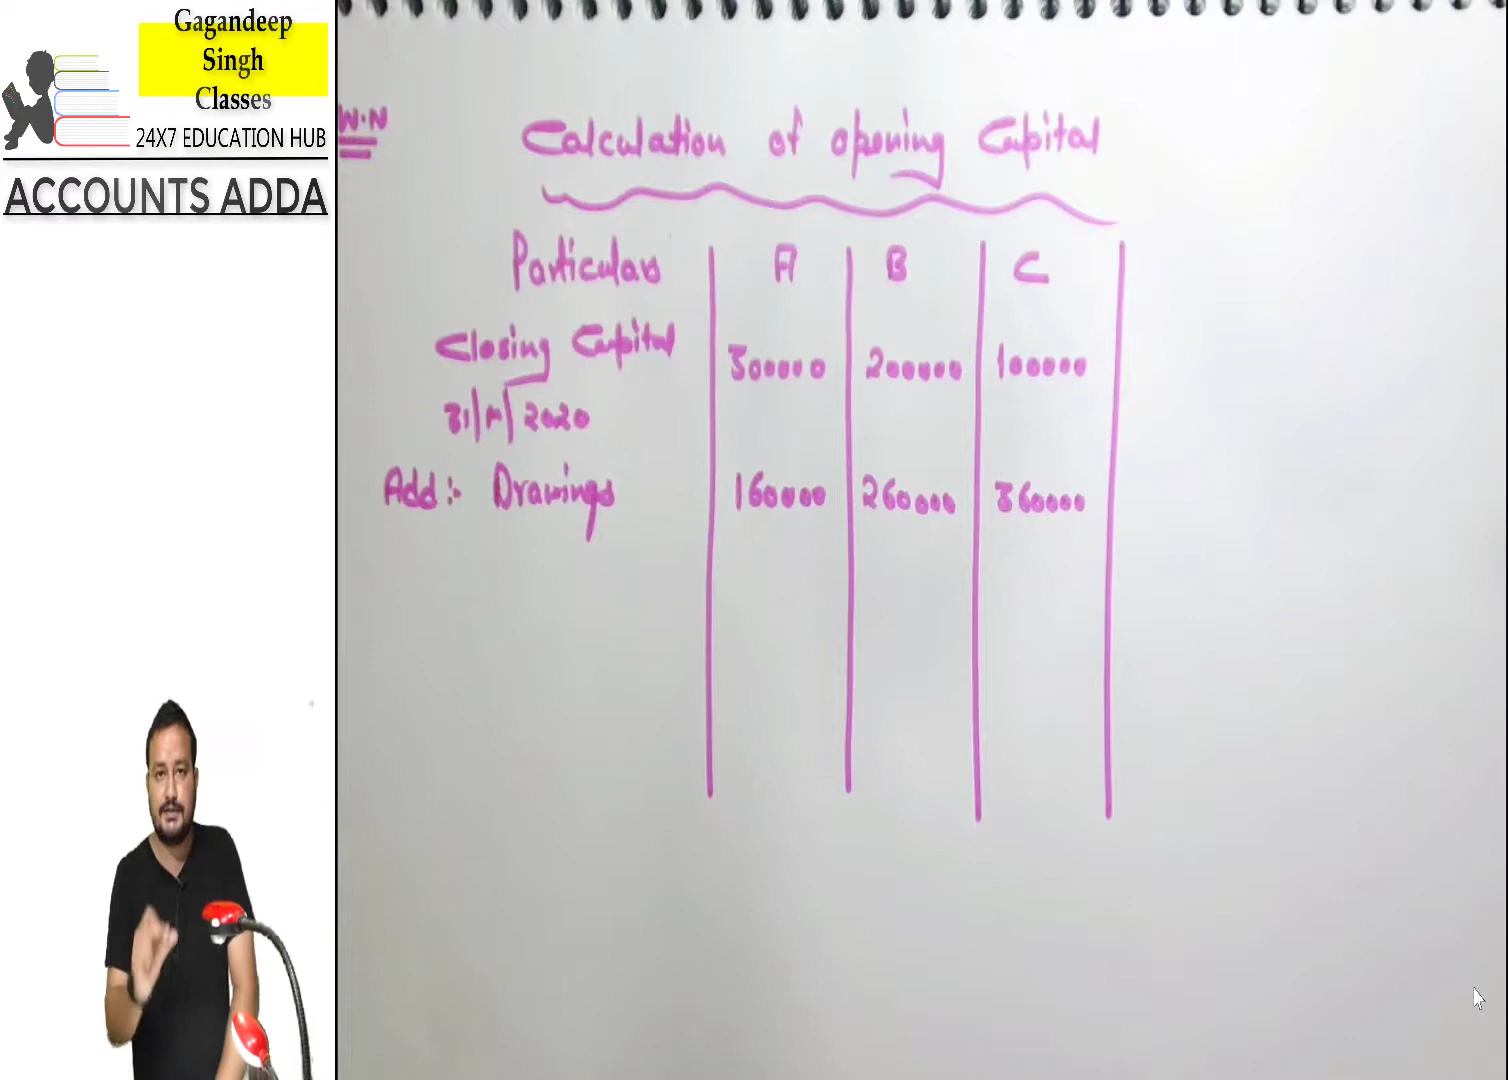 Gagandeep
Singh
Classes
24X7 EDUCATION HUB
ACCOUNTS ADDA
W.N
Calculation of opening Capital
Particulars A B C
Closing Capital 300000 200000 100000
31/M/2020
Add:- Drawings 160000 260000 360000